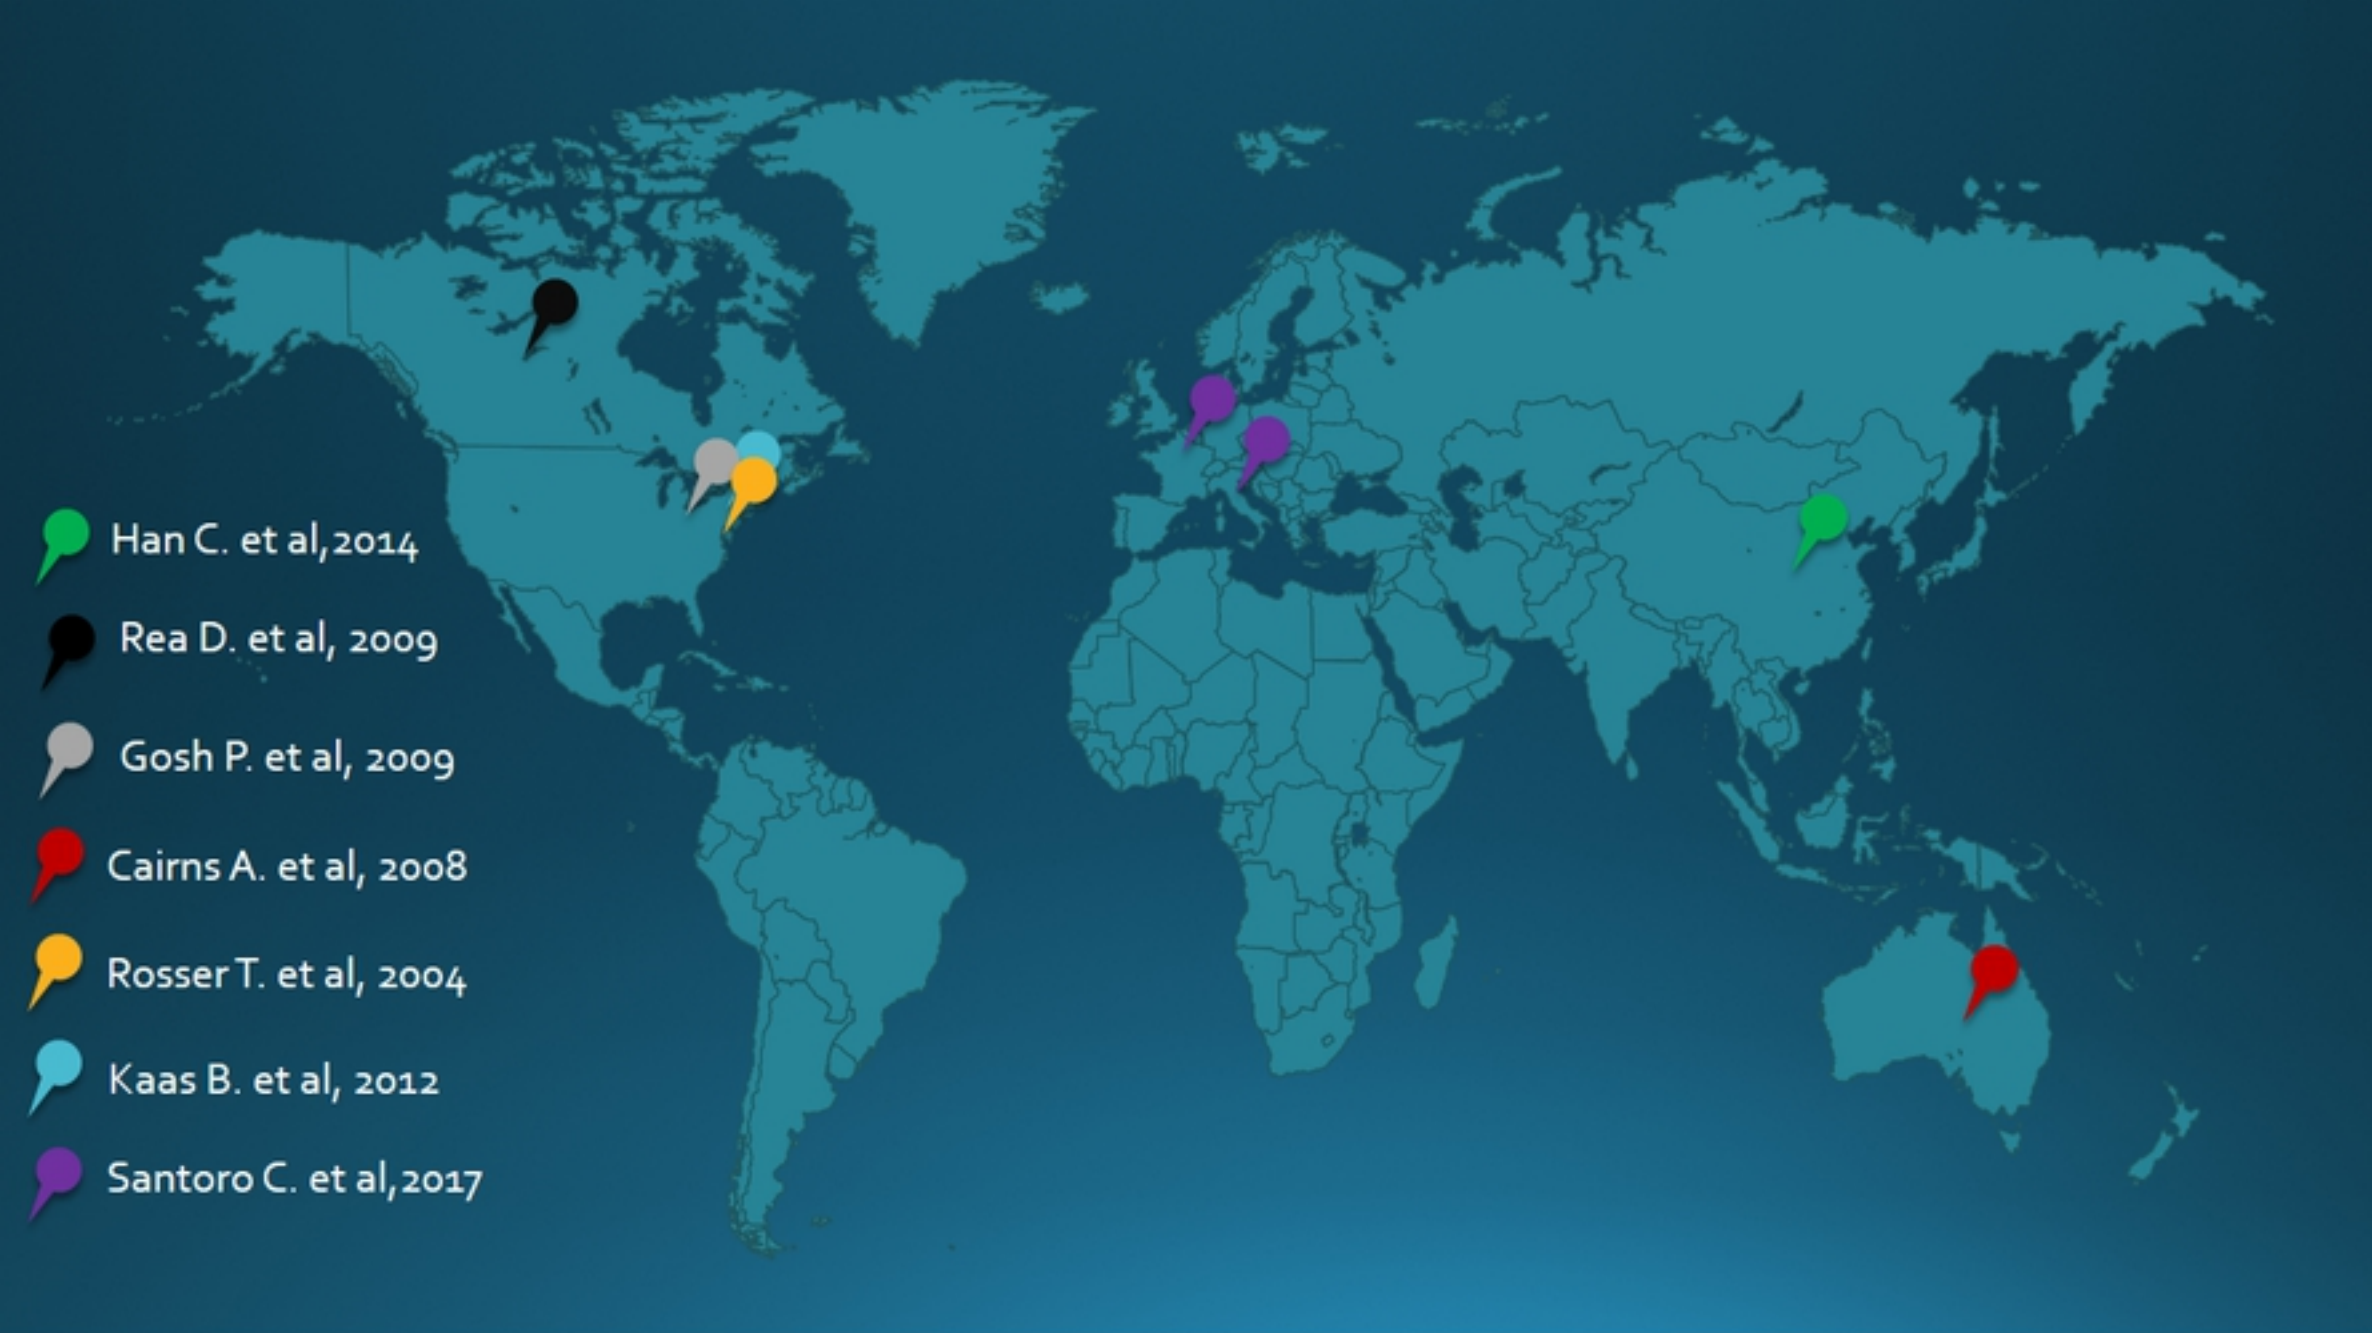 Han C. et al,2014
Rea D. et al, 2009
Gosh P. et al, 2009
Cairns A. et al, 2008
Rosser T. et al, 2004
Kaas B. et al, 2012
Santoro C. et al,2017